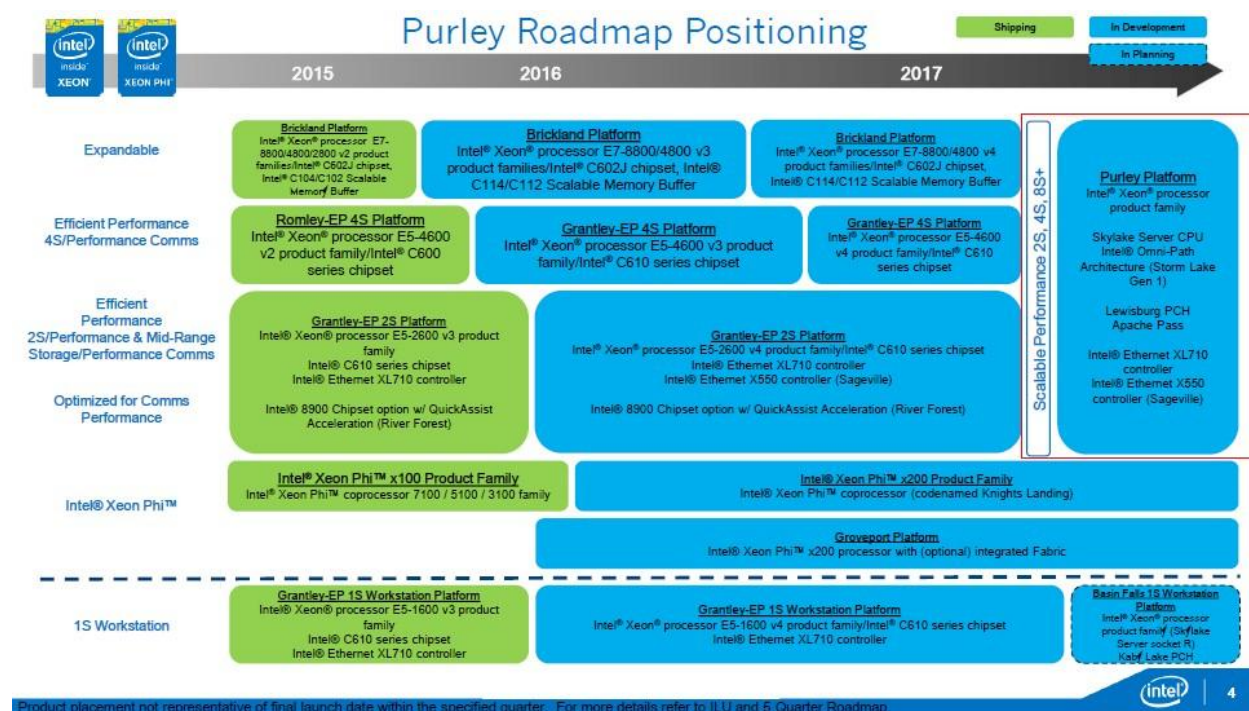 Purley Roadmap Positioning
Shipping
In Development
In Planning
intel
inside
XEON
intel
inside
XEON PHI
2015
2016
2017
Expandable
Brickland Platform
Intel® Xeon® processor E7-
8800/4800/2800 v2 product
families/Intel® C602J chipset,
Intel® C104/C102 Scalable
Memory Buffer
Brickland Platform
Intel® Xeon® processor E7-8800/4800 v3
product families/Intel® C602J chipset, Intel®
C114/C112 Scalable Memory Buffer
Brickland Platform
Intel® Xeon® processor E7-8800/4800 v4
product families/Intel® C602J chipset,
Intel® C114/C112 Scalable Memory Buffer
Efficient Performance
4S/Performance Comms
Romley-EP 4S Platform
Intel® Xeon® processor E5-4600
v2 product family/Intel® C600
series chipset
Grantley-EP 4S Platform
Intel® Xeon® processor E5-4600 v3 product
family/Intel® C610 series chipset
Grantley-EP 4S Platform
Intel® Xeon® processor E5-4600
v4 product family/Intel® C610
series chipset
Efficient
Performance
2S/Performance & Mid-Range
Storage/Performance Comms
Optimized for Comms
Performance
Grantley-EP 2S Platform
Intel® Xeon® processor E5-2600 v3 product
family
Intel® C610 series chipset
Intel® Ethernet XL710 controller
Intel® 8900 Chipset option w/ QuickAssist
Acceleration (River Forest)
Grantley-EP 2S Platform
Intel® Xeon® processor E5-2600 v4 product family/Intel® C610 series chipset
Intel® Ethernet XL710 controller
Intel® Ethernet X550 controller (Sageville)
Intel® 8900 Chipset option w/ QuickAssist Acceleration (River Forest)
Scalable Performance 2S, 4S, 8S+
Purley Platform
Intel® Xeon® processor
product family
Skylake Server CPU
Intel® Omni-Path
Architecture (Storm Lake
Gen 1)
Lewisburg PCH
Apache Pass
Intel® Ethernet XL710
controller
Intel® Ethernet X550
controller (Sageville)
Intel® Xeon Phi™
Intel® Xeon Phi™ x100 Product Family
Intel® Xeon Phi™ coprocessor 7100 / 5100 / 3100 family
Intel® Xeon Phi™ x200 Product Family
Intel® Xeon Phi™ coprocessor (codenamed Knights Landing)
Groveport Platform
Intel® Xeon Phi™ x200 processor with (optional) integrated Fabric
1S Workstation
Grantley-EP 1S Workstation Platform
Intel® Xeon® processor E5-1600 v3 product
family
Intel® C610 series chipset
Intel® Ethernet XL710 controller
Grantley-EP 1S Workstation Platform
Intel® Xeon® processor E5-1600 v4 product family/Intel® C610 series chipset
Intel® Ethernet XL710 controller
Basin Falls 1S Workstation
Platform
Intel® Xeon® processor
product family (Skylake
Server socket R)
Kaby Lake PCH
Product placement not representative of final launch date within the specified quarter. For more details refer to ILU and 5 Quarter Roadmap
intel
4